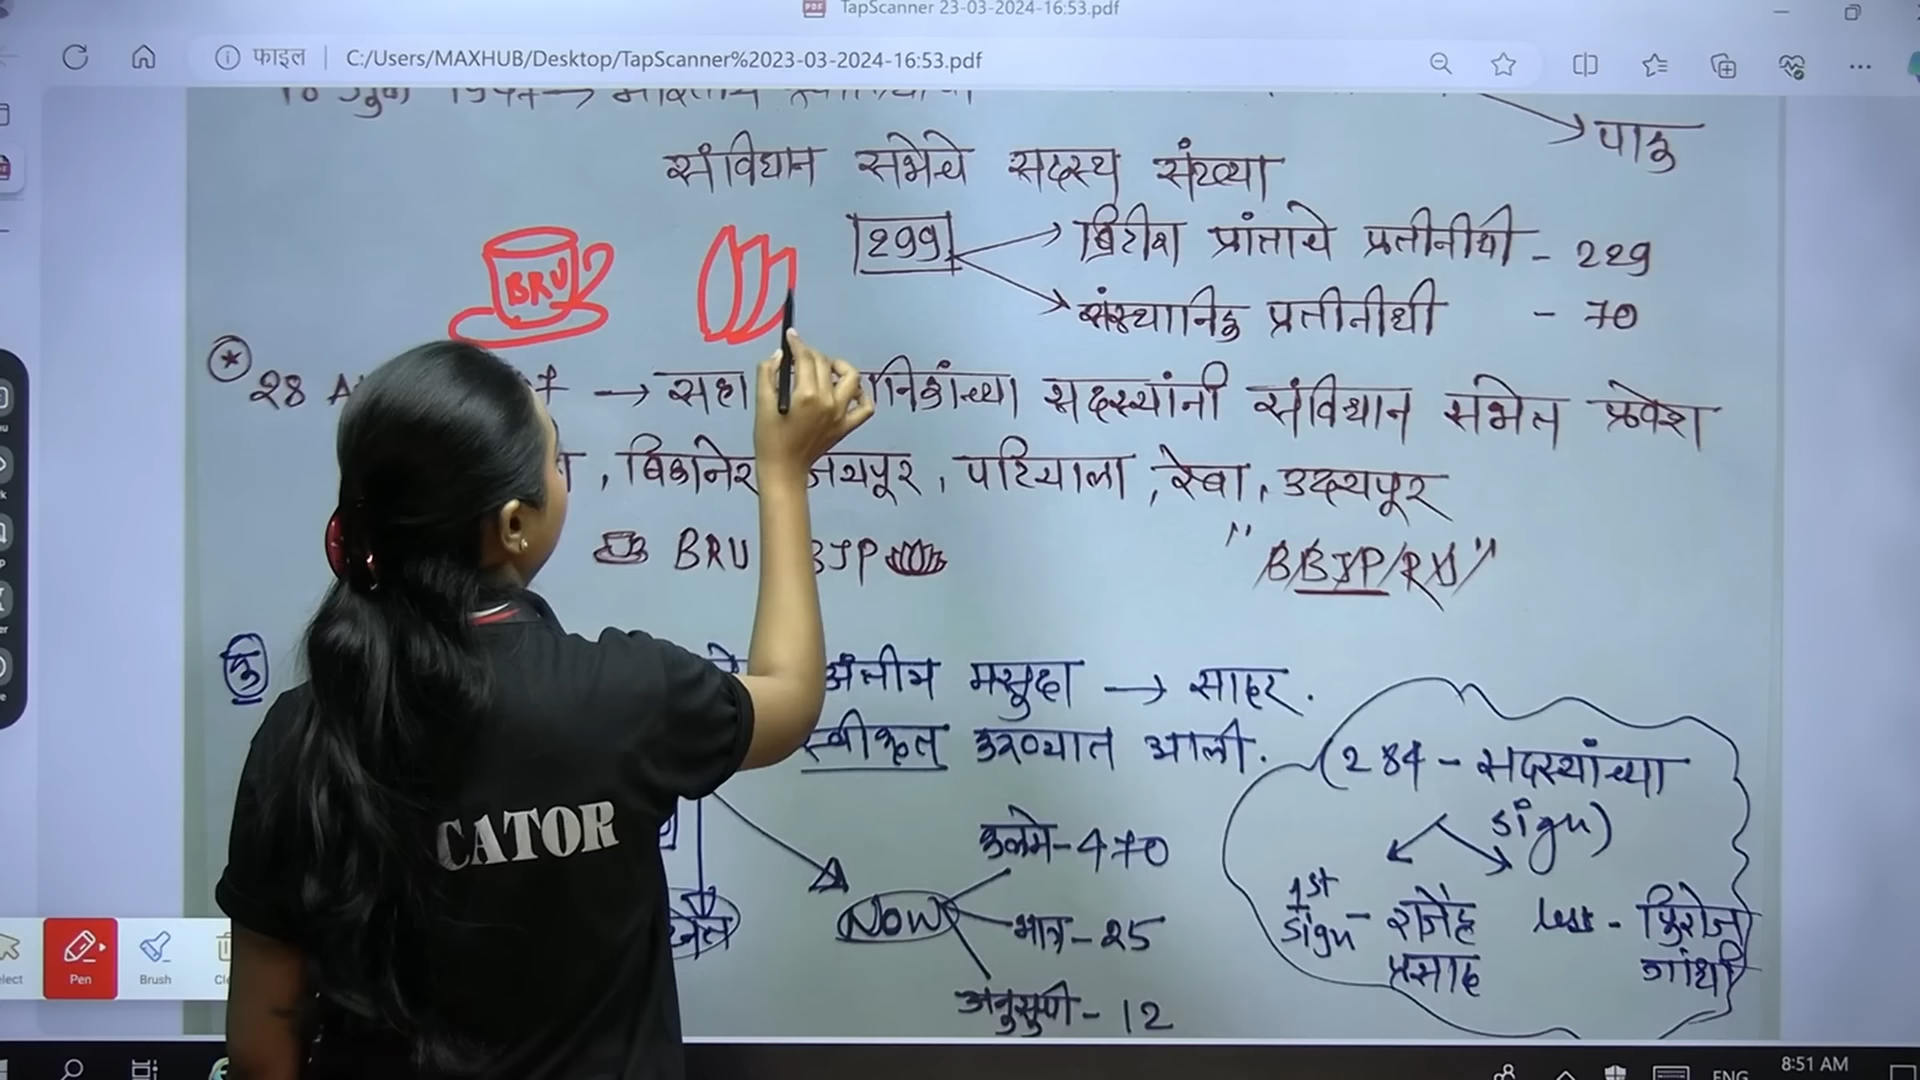 TapScanner 23-03-2024-16:53.pdf
फाइल | C:/Users/MAXHUB/Desktop/TapScanner%2023-03-2024-16:53.pdf
पाक
संविधान सभेचे सदस्य संख्या
299
ब्रिटीश प्रांताचे प्रतीनीधी - 229
संस्थानिक प्रतीनीधी - 70
BRU
28
→ सहा
सदस्यांनी संविधान सभेत प्रवेश
, बिकानेर
जयपूर, पटियाला, रेवा, उदयपूर
BRU
BJP
"BBJP/RU"
अंतीम मसुदा → सादर.
स्वीकृत करण्यात आली.
(284 - सदस्यांच्या
sign)
1st
sign - राजेंद्र
प्रसाद
last - फिरोज
गांधी
Now
कलमे - 470
भाग - 25
अनुसुची - 12
CATOR
Pen
Brush
8:51 AM
ENG